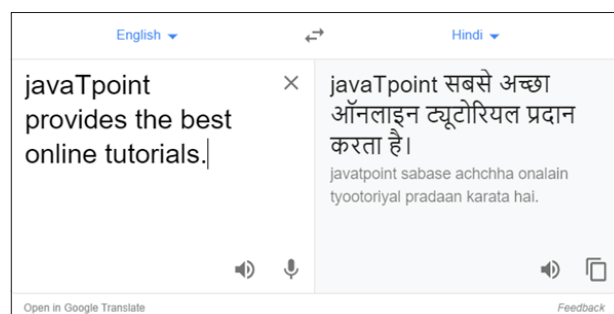 English
Hindi
javaTpoint
provides the best
online tutorials.
javaTpoint सबसे अच्छा
ऑनलाइन ट्यूटोरियल प्रदान
करता है।
javatpoint sabase achchha onalain
tyootoriyal pradaan karata hai.
Open in Google Translate
Feedback